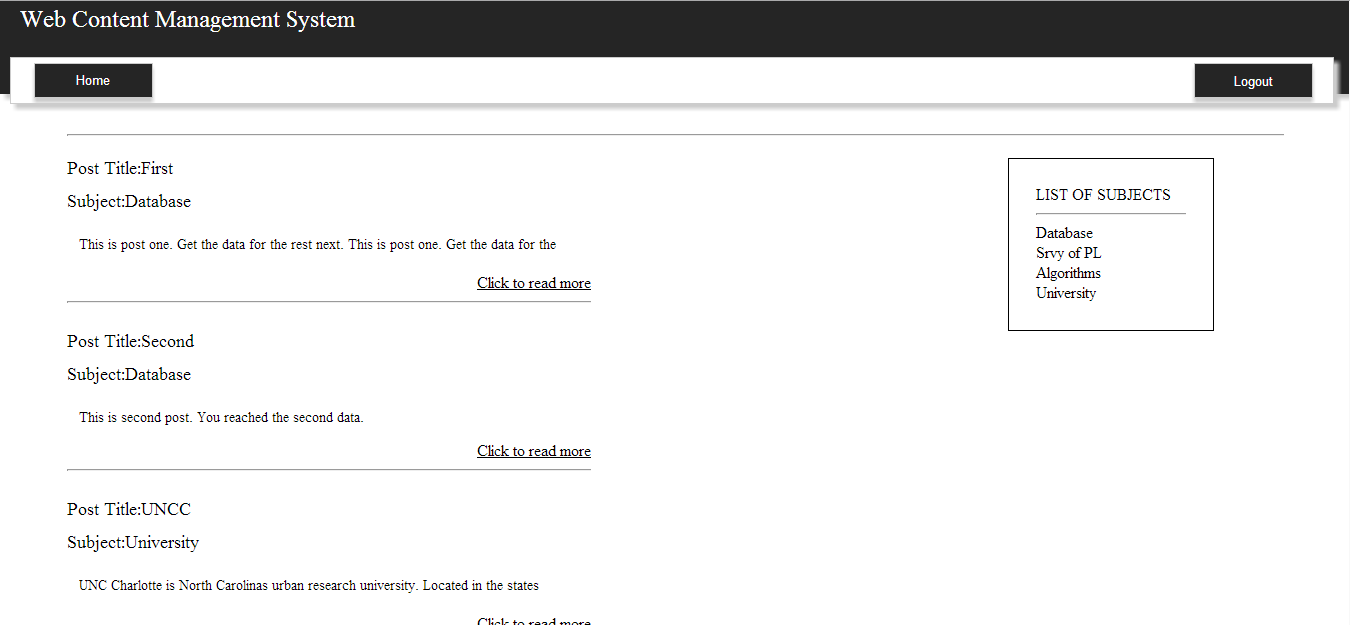 Web Content Management System
Home
Logout
Post Title:First
Subject:Database
This is post one. Get the data for the rest next. This is post one. Get the data for the
Click to read more
Post Title:Second
Subject:Database
This is second post. You reached the second data.
Click to read more
Post Title:UNCC
Subject:University
UNC Charlotte is North Carolinas urban research university. Located in the states
Click to read more
LIST OF SUBJECTS
Database
Srvy of PL
Algorithms
University